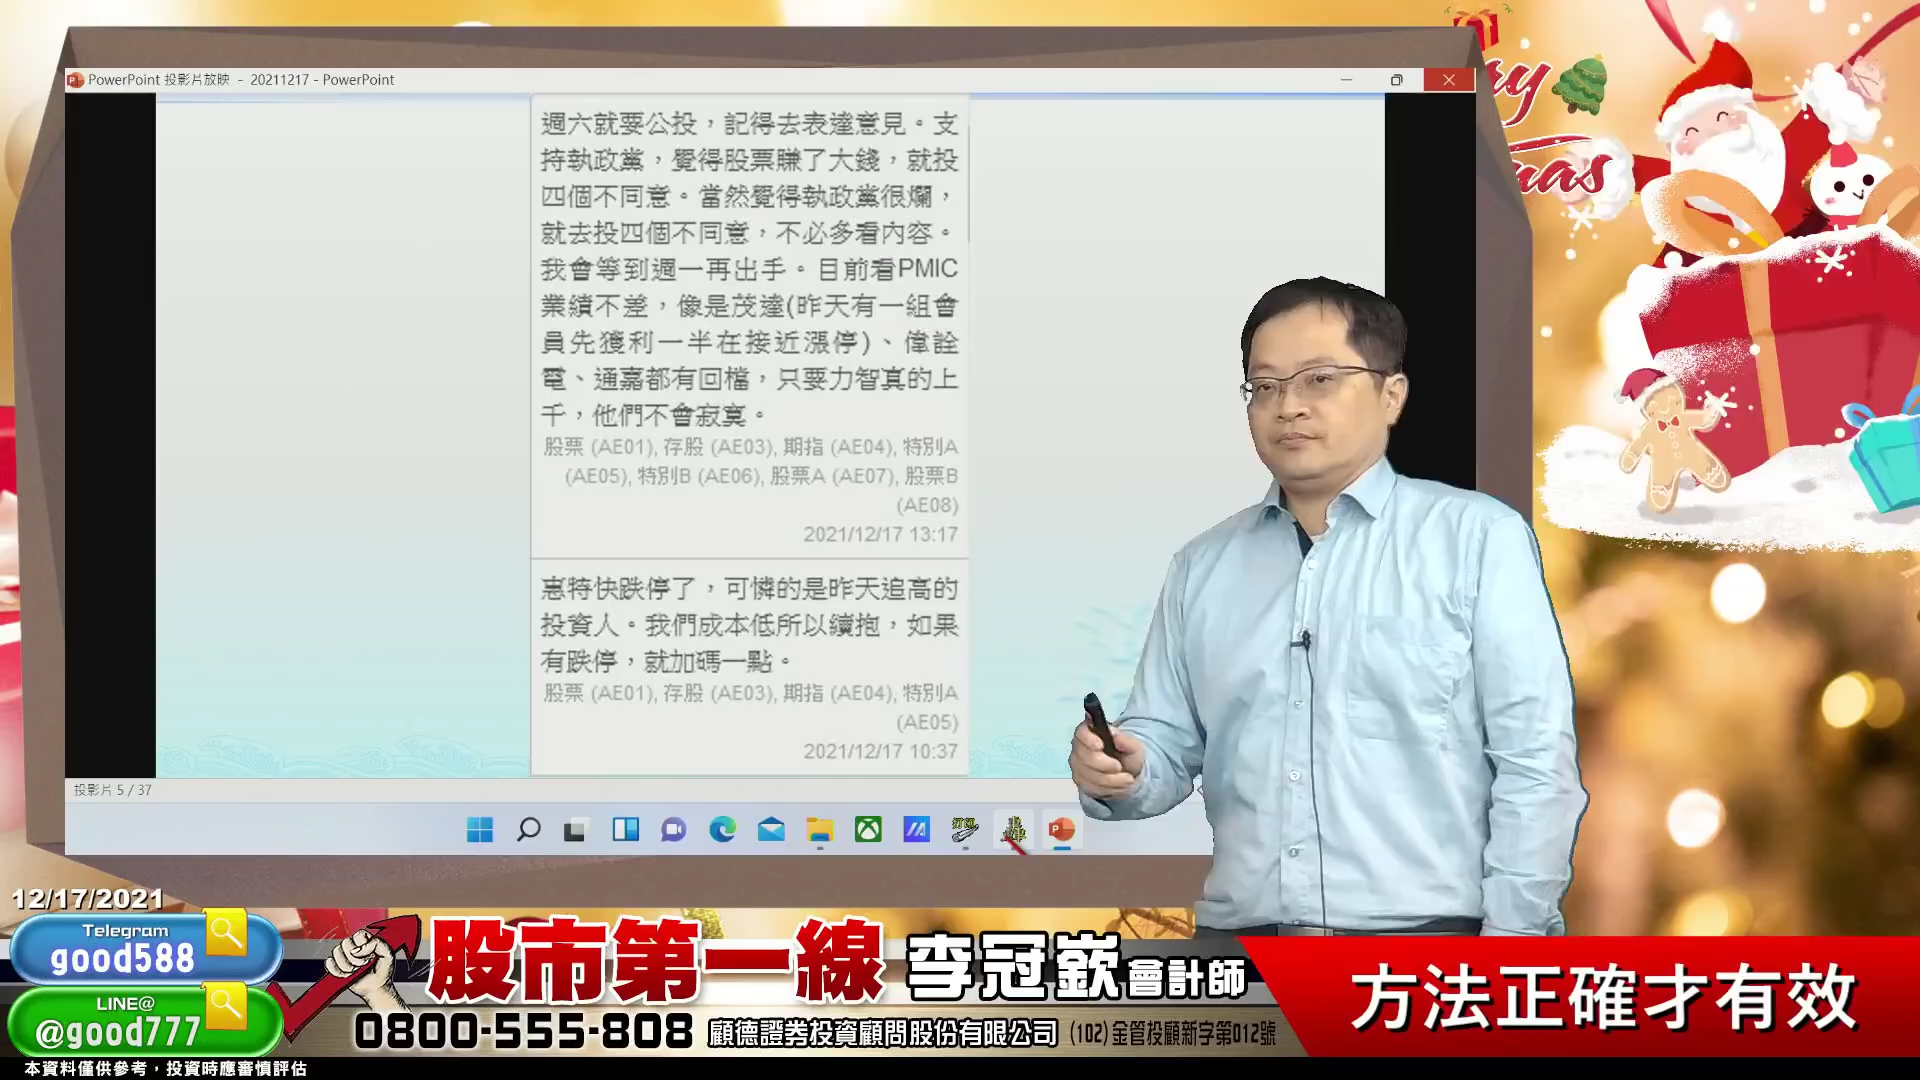 PowerPoint 投影片放映 - 20211217 - PowerPoint
週六就要公投，記得去表達意見。支
持執政黨，覺得股票賺了大錢，就投
四個不同意。當然覺得執政黨很爛，
就去投四個不同意，不必多看內容。
我會等到週一再出手。目前看PMIC
業績不差，像是茂達(昨天有一組會
員先獲利一半在接近漲停)、偉詮
電、通嘉都有回檔，只要力智真的上
千，他們不會寂寞。
股票 (AE01), 存股 (AE03), 期指 (AE04), 特別A
(AE05), 特別B (AE06), 股票A (AE07), 股票B
(AE08)
2021/12/17 13:17
惠特快跌停了，可憐的是昨天追高的
投資人。我們成本低所以續抱，如果
有跌停，就加碼一點。
股票 (AE01), 存股 (AE03), 期指 (AE04), 特別A
(AE05)
2021/12/17 10:37
投影片 5 / 37
12/17/2021
Telegram
good588
LINE@
@good777
股市第一線 李冠嶔會計師
0800-555-808 顧德證券投資顧問股份有限公司 (102)金管投顧新字第012號
方法正確才有效
本資料僅供參考，投資時應審慎評估